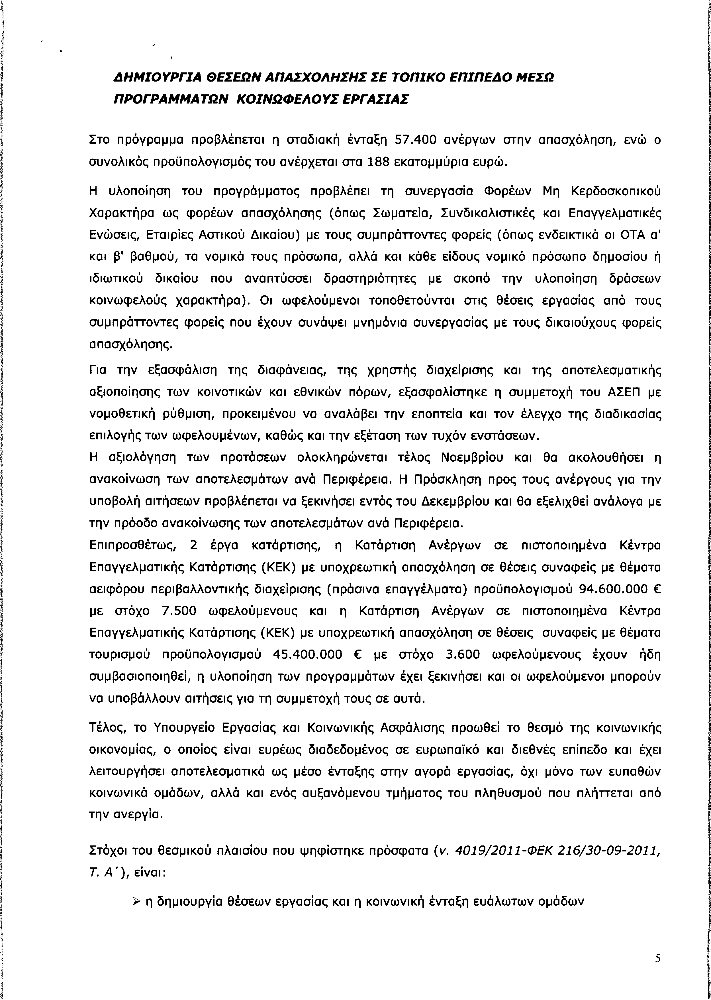 ΔΗΜΙΟΥΡΓΙΑ ΘΕΣΕΩΝ ΑΠΑΣΧΟΛΗΣΗΣ ΣΕ ΤΟΠΙΚΟ ΕΠΙΠΕΔΟ ΜΕΣΩ
ΠΡΟΓΡΑΜΜΑΤΩΝ ΚΟΙΝΩΦΕΛΟΥΣ ΕΡΓΑΣΙΑΣ
Στο πρόγραμμα προβλέπεται η σταδιακή ένταξη 57.400 ανέργων στην απασχόληση, ενώ ο
συνολικός προϋπολογισμός του ανέρχεται στα 188 εκατομμύρια ευρώ.
Η υλοποίηση του προγράμματος προβλέπει τη συνεργασία Φορέων Μη Κερδοσκοπικού
Χαρακτήρα ως φορέων απασχόλησης (όπως Σωματεία, Συνδικαλιστικές και Επαγγελματικές
Ενώσεις, Εταιρίες Αστικού Δικαίου) με τους συμπράττοντες φορείς (όπως ενδεικτικά οι ΟΤΑ α'
και β' βαθμού, τα νομικά τους πρόσωπα, αλλά και κάθε είδους νομικό πρόσωπο δημοσίου ή
ιδιωτικού δικαίου που αναπτύσσει δραστηριότητες με σκοπό την υλοποίηση δράσεων
κοινωφελούς χαρακτήρα). Οι ωφελούμενοι τοποθετούνται στις θέσεις εργασίας από τους
συμπράττοντες φορείς που έχουν συνάψει μνημόνια συνεργασίας με τους δικαιούχους φορείς
απασχόλησης.
Για την εξασφάλιση της διαφάνειας, της χρηστής διαχείρισης και της αποτελεσματικής
αξιοποίησης των κοινοτικών και εθνικών πόρων, εξασφαλίστηκε η συμμετοχή του ΑΣΕΠ με
νομοθετική ρύθμιση, προκειμένου να αναλάβει την εποπτεία και τον έλεγχο της διαδικασίας
επιλογής των ωφελουμένων, καθώς και την εξέταση των τυχόν ενστάσεων.
Η αξιολόγηση των προτάσεων ολοκληρώνεται τέλος Νοεμβρίου και θα ακολουθήσει η
ανακοίνωση των αποτελεσμάτων ανά Περιφέρεια. Η Πρόσκληση προς τους ανέργους για την
υποβολή αιτήσεων προβλέπεται να ξεκινήσει εντός του Δεκεμβρίου και θα εξελιχθεί ανάλογα με
την πρόοδο ανακοίνωσης των αποτελεσμάτων ανά Περιφέρεια.
Επιπροσθέτως, 2 έργα κατάρτισης, η Κατάρτιση Ανέργων σε πιστοποιημένα Κέντρα
Επαγγελματικής Κατάρτισης (ΚΕΚ) με υποχρεωτική απασχόληση σε θέσεις συναφείς με θέματα
αειφόρου περιβαλλοντικής διαχείρισης (πράσινα επαγγέλματα) προϋπολογισμού 94.600.000 €
με στόχο 7.500 ωφελούμενους και η Κατάρτιση Ανέργων σε πιστοποιημένα Κέντρα
Επαγγελματικής Κατάρτισης (ΚΕΚ) με υποχρεωτική απασχόληση σε θέσεις συναφείς με θέματα
τουρισμού προϋπολογισμού 45.400.000 € με στόχο 3.600 ωφελούμενους έχουν ήδη
συμβασιοποιηθεί, η υλοποίηση των προγραμμάτων έχει ξεκινήσει και οι ωφελούμενοι μπορούν
να υποβάλλουν αιτήσεις για τη συμμετοχή τους σε αυτά.
Τέλος, το Υπουργείο Εργασίας και Κοινωνικής Ασφάλισης προωθεί το θεσμό της κοινωνικής
οικονομίας, ο οποίος είναι ευρέως διαδεδομένος σε ευρωπαϊκό και διεθνές επίπεδο και έχει
λειτουργήσει αποτελεσματικά ως μέσο ένταξης στην αγορά εργασίας, όχι μόνο των ευπαθών
κοινωνικά ομάδων, αλλά και ενός αυξανόμενου τμήματος του πληθυσμού που πλήττεται από
την ανεργία.
Στόχοι του θεσμικού πλαισίου που ψηφίστηκε πρόσφατα (ν. 4019/2011-ΦΕΚ 216/30-09-2011,
Τ. Α΄), είναι:
➢ η δημιουργία θέσεων εργασίας και η κοινωνική ένταξη ευάλωτων ομάδων
5